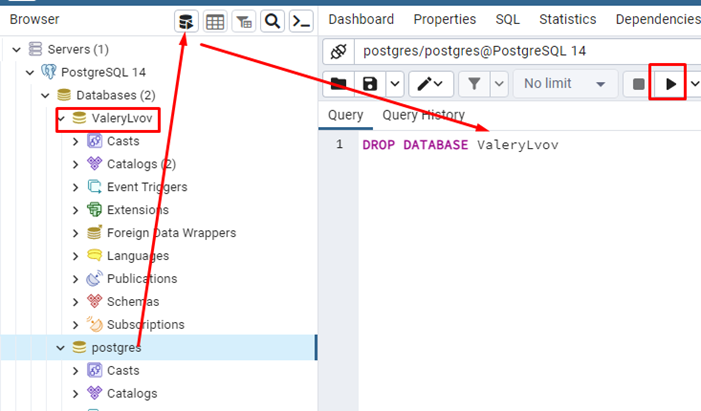 Browser
Dashboard Properties SQL Statistics Dependencies
Servers (1)
PostgreSQL 14
Databases (2)
ValeryLvov
Casts
Catalogs (2)
Event Triggers
Extensions
Foreign Data Wrappers
Languages
Publications
Schemas
Subscriptions
postgres
Casts
Catalogs
postgres/postgres@PostgreSQL 14
No limit
Query Query History
1 DROP DATABASE ValeryLvov